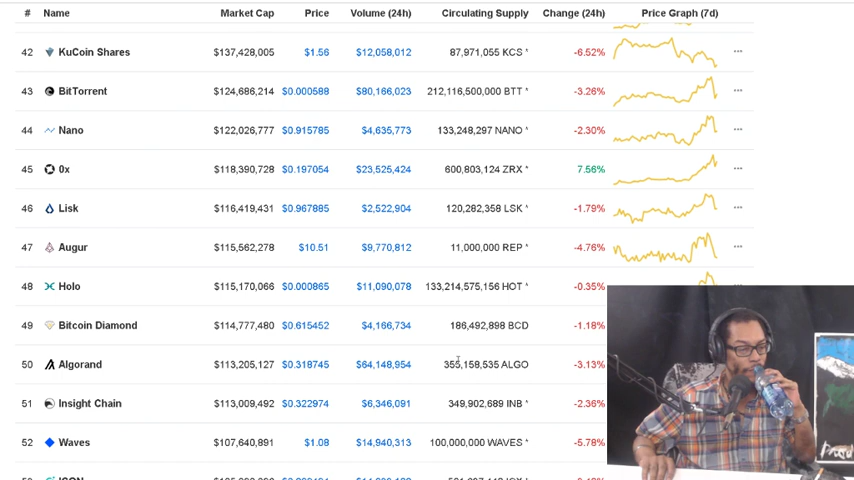 # Name Market Cap Price Volume (24h) Circulating Supply Change (24h) Price Graph (7d)
42 KuCoin Shares $137,428,005 $1.56 $12,058,012 87,971,055 KCS * -6.52% ...
43 BitTorrent $124,686,214 $0.000588 $80,166,023 212,116,500,000 BTT * -3.26% ...
44 Nano $122,026,777 $0.915785 $4,635,773 133,248,297 NANO * -2.30% ...
45 0x $118,390,728 $0.197054 $23,525,424 600,803,124 ZRX * 7.56% ...
46 Lisk $116,419,431 $0.967885 $2,522,904 120,282,358 LSK * -1.79% ...
47 Augur $115,562,278 $10.51 $9,770,812 11,000,000 REP * -4.76% ...
48 Holo $115,170,066 $0.000865 $11,090,078 133,214,575,156 HOT * -0.35% ...
49 Bitcoin Diamond $114,777,480 $0.615452 $4,166,734 186,492,898 BCD -1.18%
50 Algorand $113,205,127 $0.318745 $64,148,954 355,158,535 ALGO -3.13%
51 Insight Chain $113,009,492 $0.322974 $6,346,091 349,902,689 INB * -2.36%
52 Waves $107,640,891 $1.08 $14,940,313 100,000,000 WAVES * -5.78%